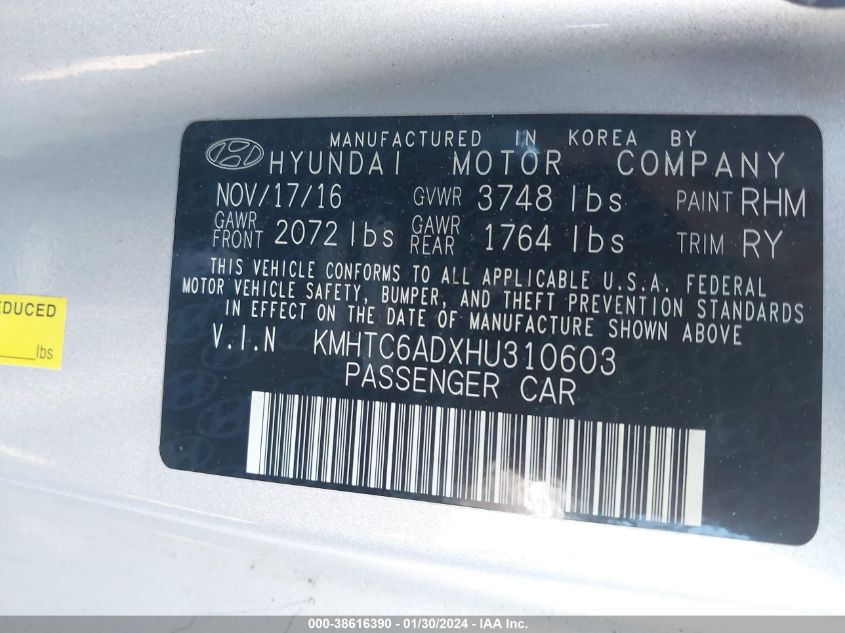 MANUFACTURED IN KOREA BY
HYUNDAI MOTOR COMPANY
NOV/17/16 GVWR 3748 lbs PAINT RHM
GAWR FRONT 2072 lbs GAWR REAR 1764 lbs TRIM RY
THIS VEHICLE CONFORMS TO ALL APPLICABLE U.S.A. FEDERAL
MOTOR VEHICLE SAFETY, BUMPER, AND THEFT PREVENTION STANDARDS
IN EFFECT ON THE DATE OF MANUFACTURE SHOWN ABOVE
V.I.N KMHTC6ADXHU310603
PASSENGER CAR
EDUCED
lbs
000-38616390 - 01/30/2024 - IAA Inc.